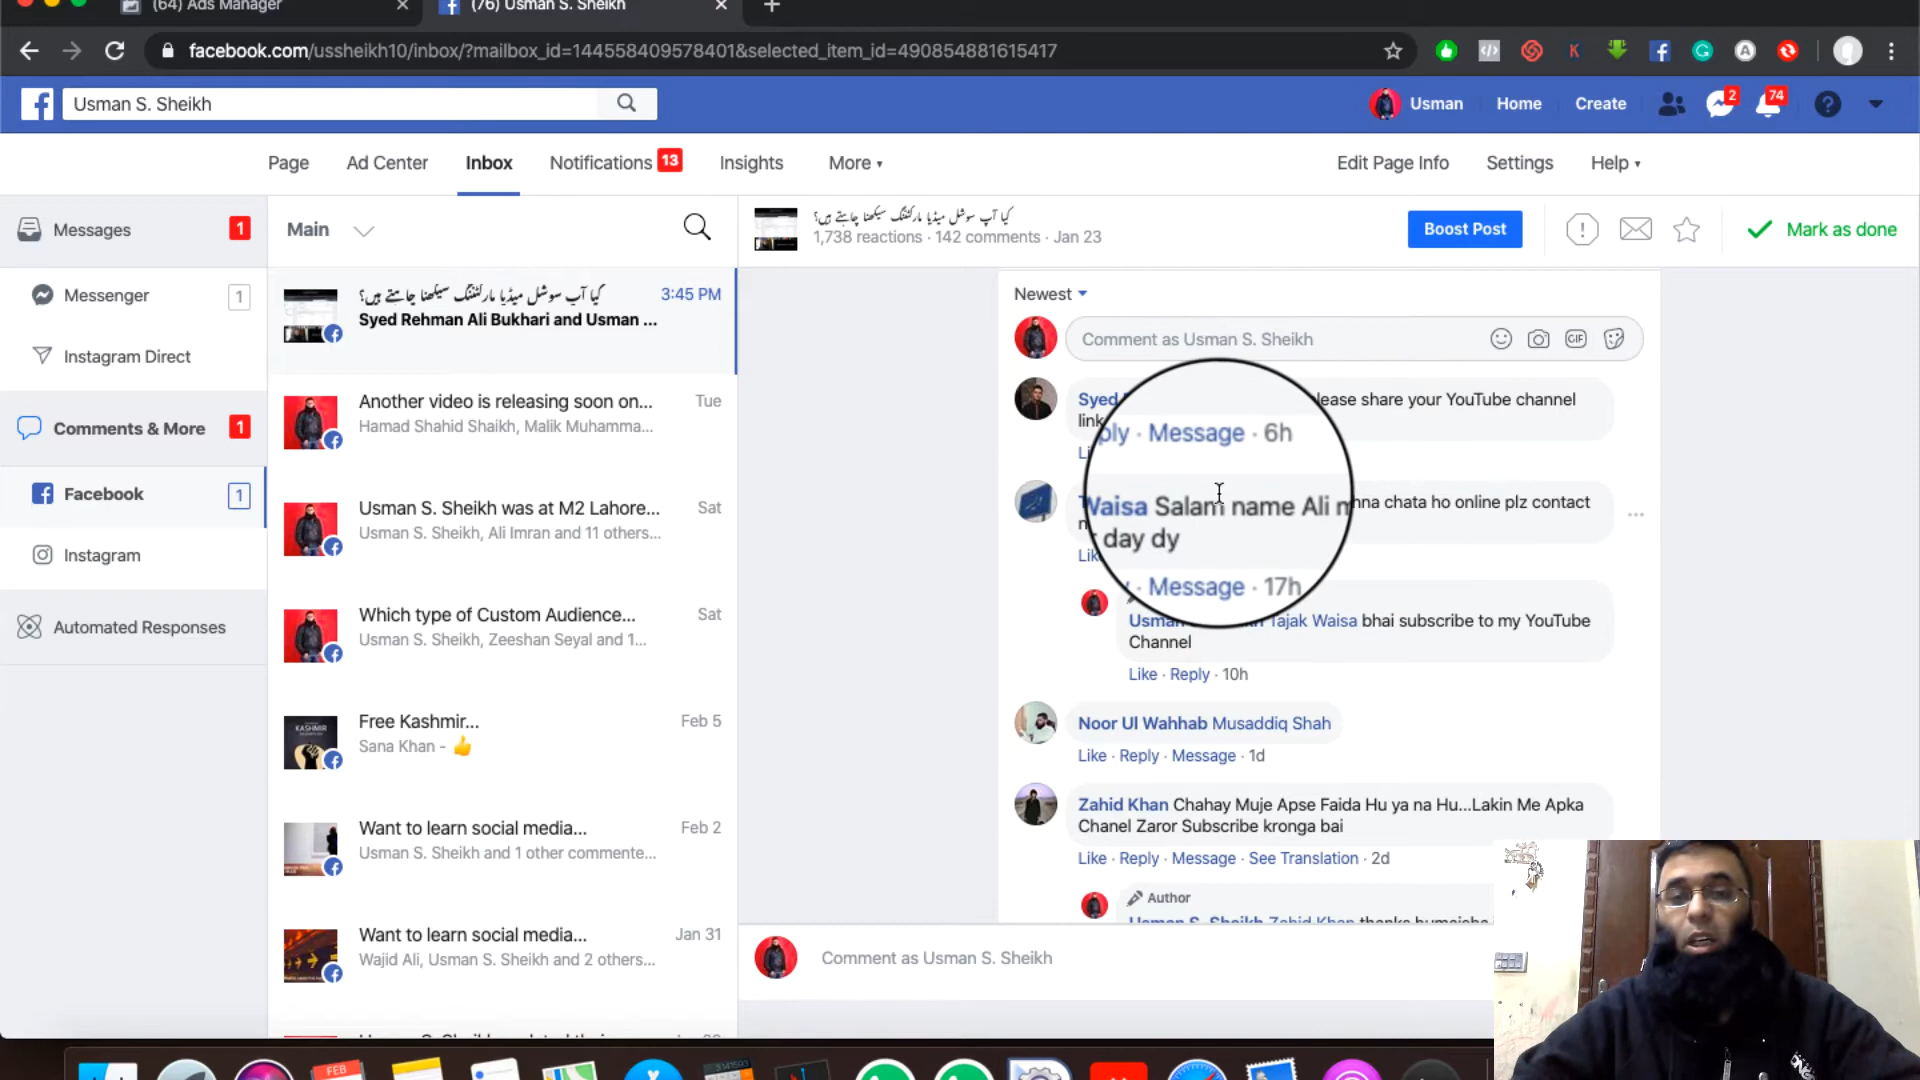 (64) Ads Manager
(76) Usman S. Sheikh
facebook.com/ussheikh10/inbox/?mailbox_id=144558409578401&selected_item_id=490854881615417
Usman S. Sheikh
Usman
Home
Create
2
74
Page
Ad Center
Inbox
Notifications 13
Insights
More
Edit Page Info
Settings
Help
Messages 1
Main
کیا آپ سوشل میڈیا مارکٹنگ سیکھنا چاہتے ہیں؟
1,738 reactions · 142 comments · Jan 23
Boost Post
Mark as done
Messenger 1
Instagram Direct
Comments & More 1
Facebook 1
Instagram
Automated Responses
کیا آپ سوشل میڈیا مارکٹنگ سیکھنا چاہتے ہیں؟
3:45 PM
Syed Rehman Ali Bukhari and Usman ...
Another video is releasing soon on...
Tue
Hamad Shahid Shaikh, Malik Muhamma...
Usman S. Sheikh was at M2 Lahore...
Sat
Usman S. Sheikh, Ali Imran and 11 others...
Which type of Custom Audience...
Sat
Usman S. Sheikh, Zeeshan Seyal and 1...
Free Kashmir...
Feb 5
Sana Khan - 👍
Want to learn social media...
Feb 2
Usman S. Sheikh and 1 other commente...
Want to learn social media...
Jan 31
Wajid Ali, Usman S. Sheikh and 2 others...
Newest
Comment as Usman S. Sheikh
GIF
Syed
lease share your YouTube channel
link
ply · Message · 6h
Waisa Salam name Ali m
nna chata ho online plz contact
day dy
Message · 17h
Usman
Tajak Waisa bhai subscribe to my YouTube
Channel
Like · Reply · 10h
Noor Ul Wahhab Musaddiq Shah
Like · Reply · Message · 1d
Zahid Khan Chahay Muje Apse Faida Hu ya na Hu...Lakin Me Apka
Chanel Zaror Subscribe kronga bai
Like · Reply · Message · See Translation · 2d
Author
Usman S. Sheikh Zahid Khan thanks
Comment as Usman S. Sheikh
KASHMIR
FEB